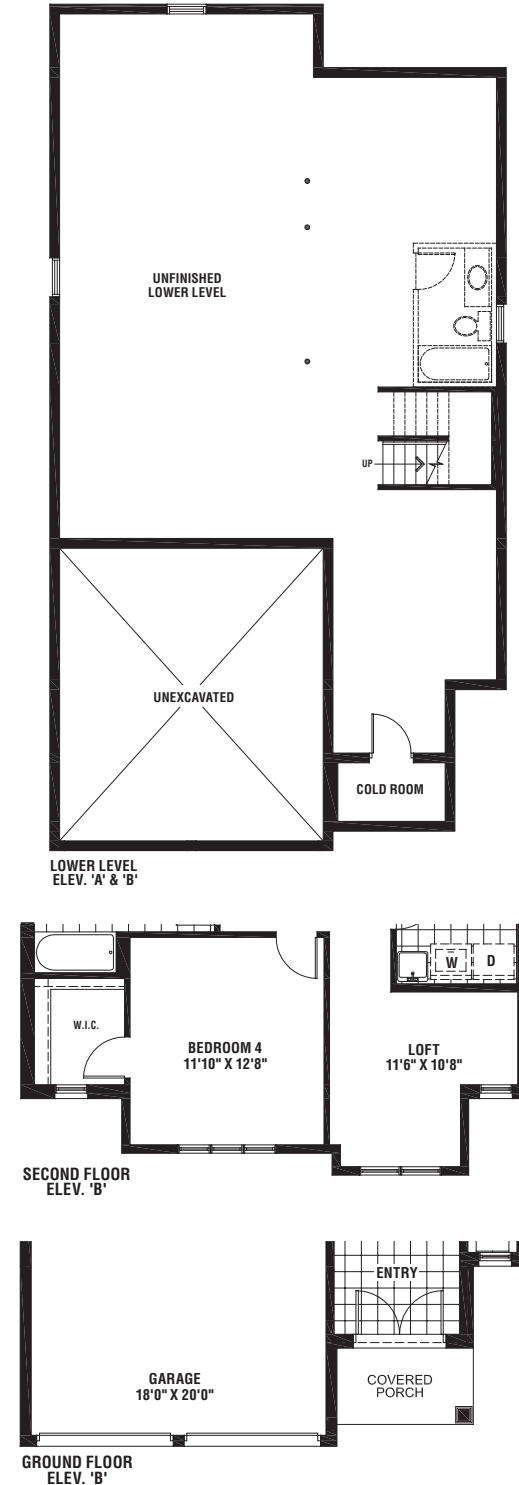 UNFINISHED
LOWER LEVEL
UP
UNEXCAVATED
COLD ROOM
LOWER LEVEL
ELEV. 'A' & 'B'
W
D
W.I.C.
BEDROOM 4
11'10" X 12'8"
LOFT
11'6" X 10'8"
SECOND FLOOR
ELEV. 'B'
ENTRY
GARAGE
18'0" X 20'0"
COVERED
PORCH
GROUND FLOOR
ELEV. 'B'